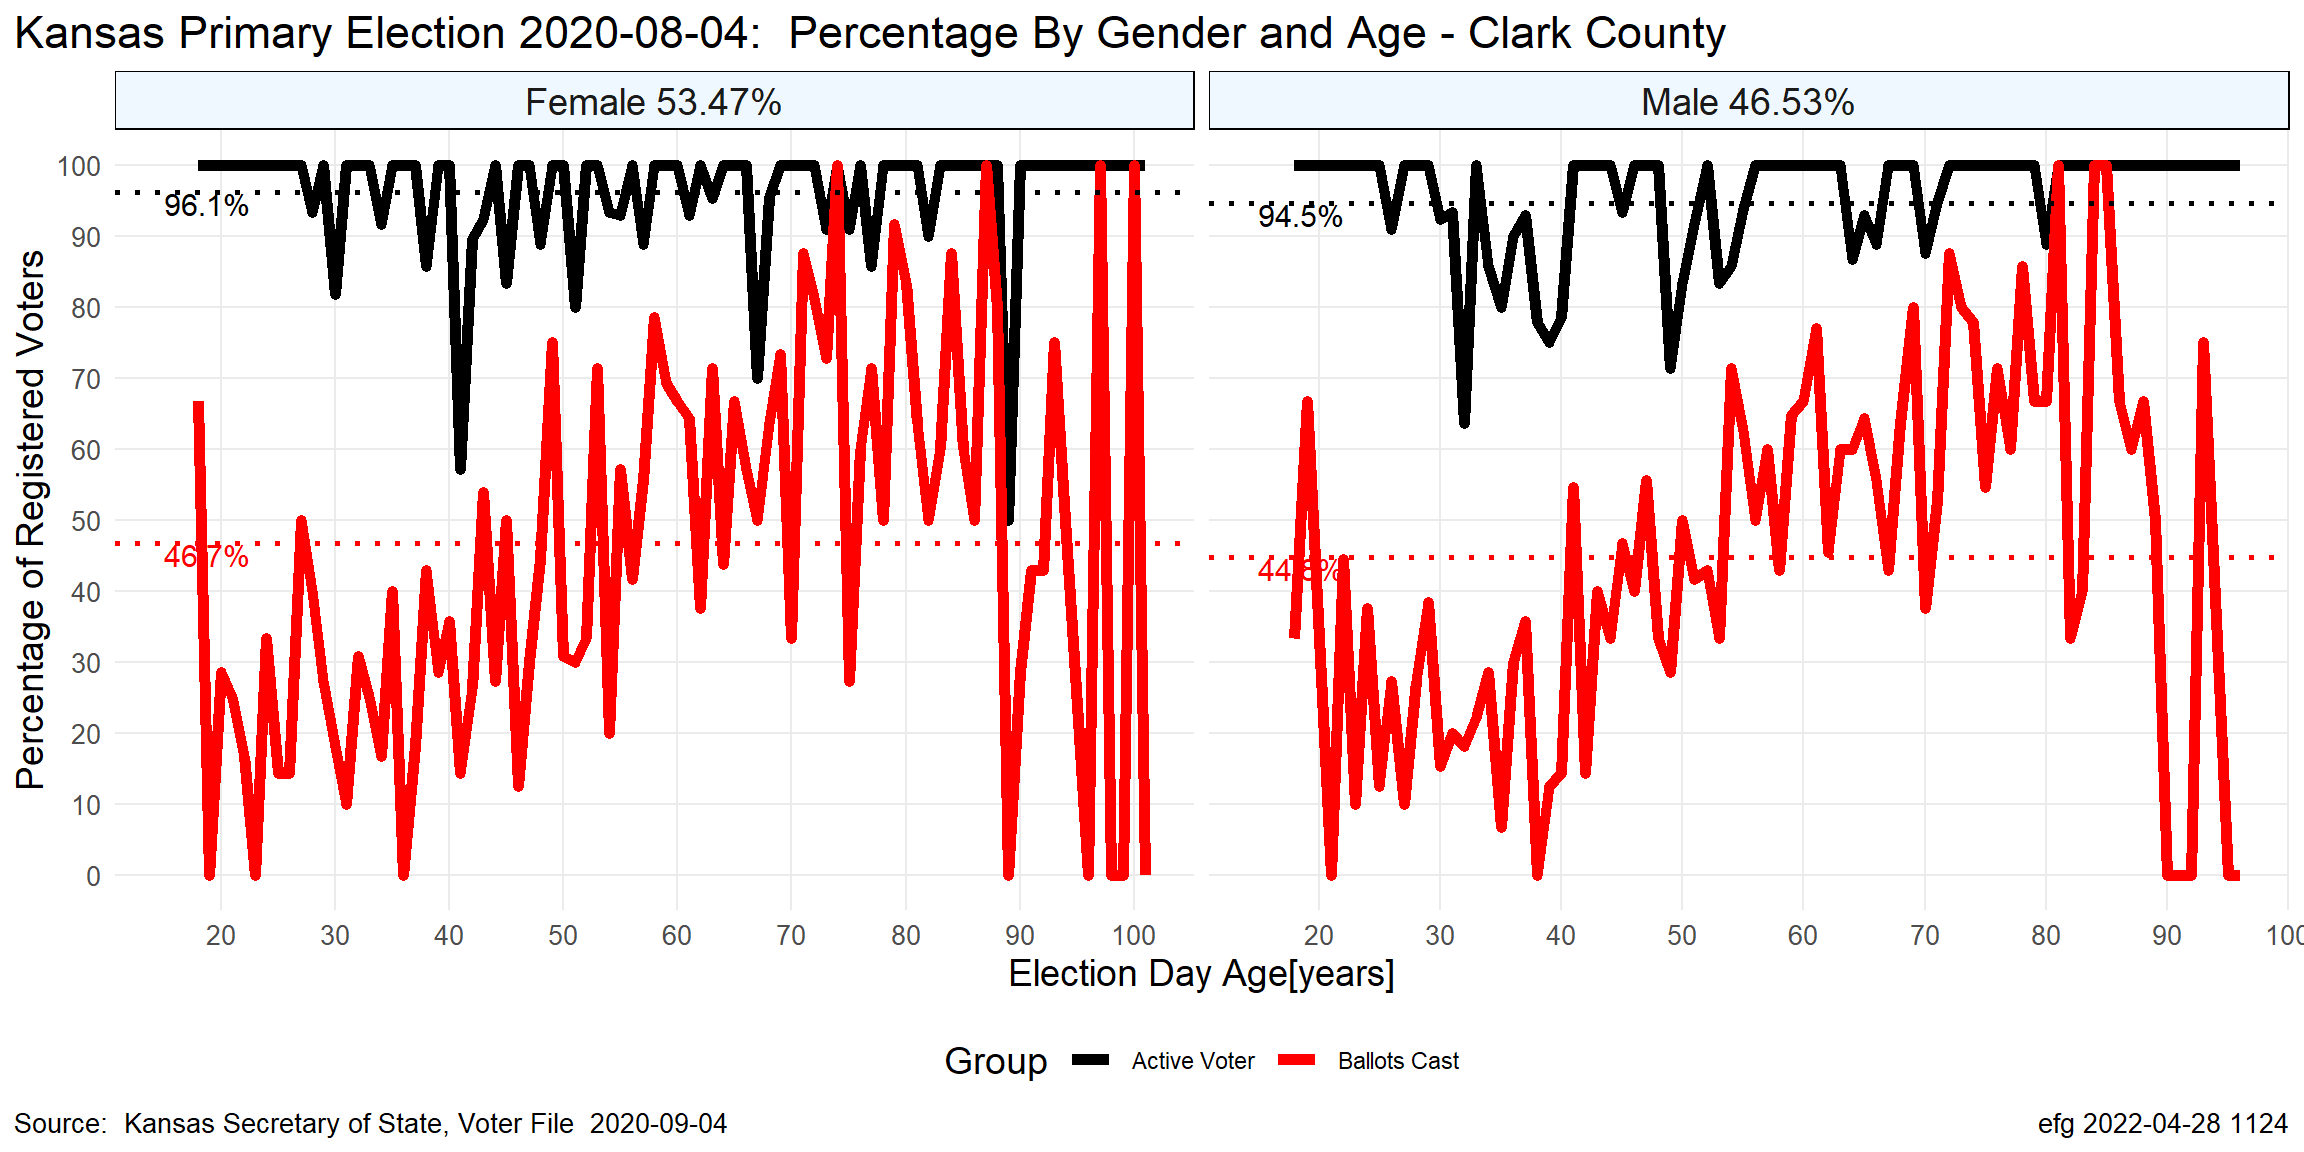 Kansas Primary Election 2020-08-04:  Percentage By Gender and Age - Clark County
Female 53.47%
Male 46.53%
Percentage of Registered Voters
100
90
80
70
60
50
40
30
20
10
0
96.1%
46.7%
94.5%
44.8%
20 30 40 50 60 70 80 90 100
20 30 40 50 60 70 80 90 100
Election Day Age[years]
Group Active Voter Ballots Cast
Source:  Kansas Secretary of State, Voter File  2020-09-04
efg 2022-04-28 1124